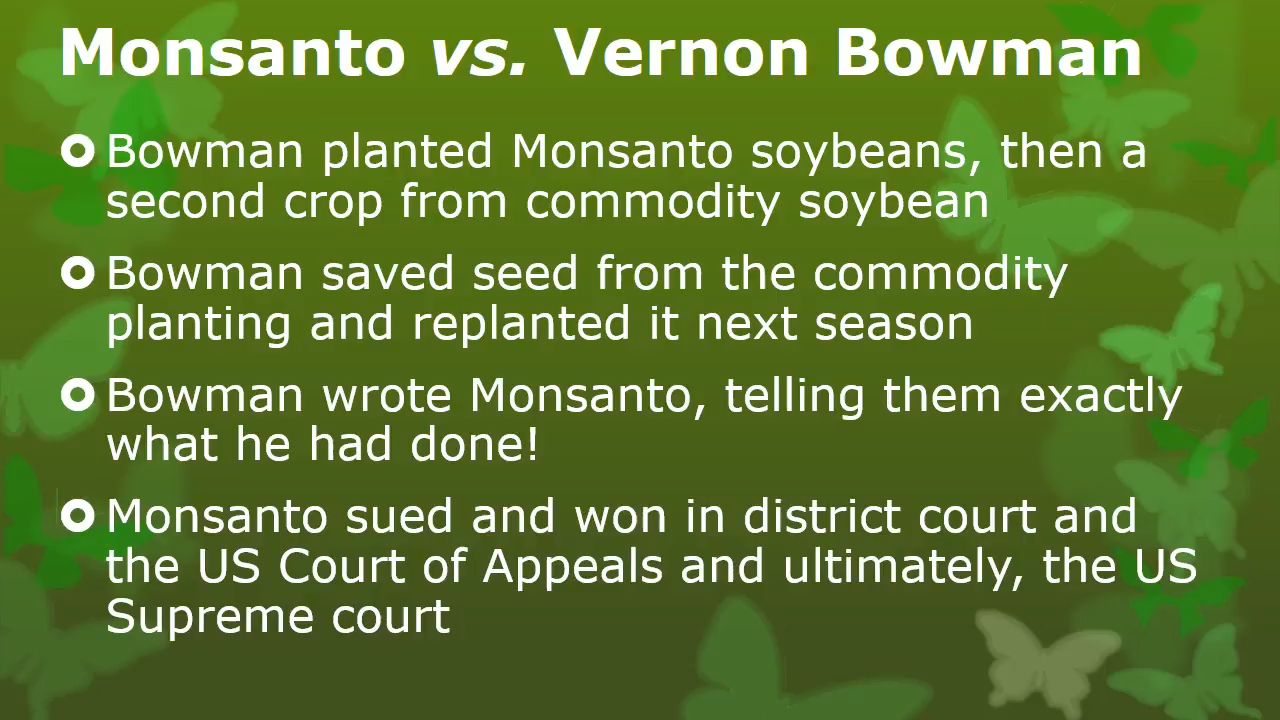 Monsanto vs. Vernon Bowman
Bowman planted Monsanto soybeans, then a
second crop from commodity soybean
Bowman saved seed from the commodity
planting and replanted it next season
Bowman wrote Monsanto, telling them exactly
what he had done!
Monsanto sued and won in district court and
the US Court of Appeals and ultimately, the US
Supreme court